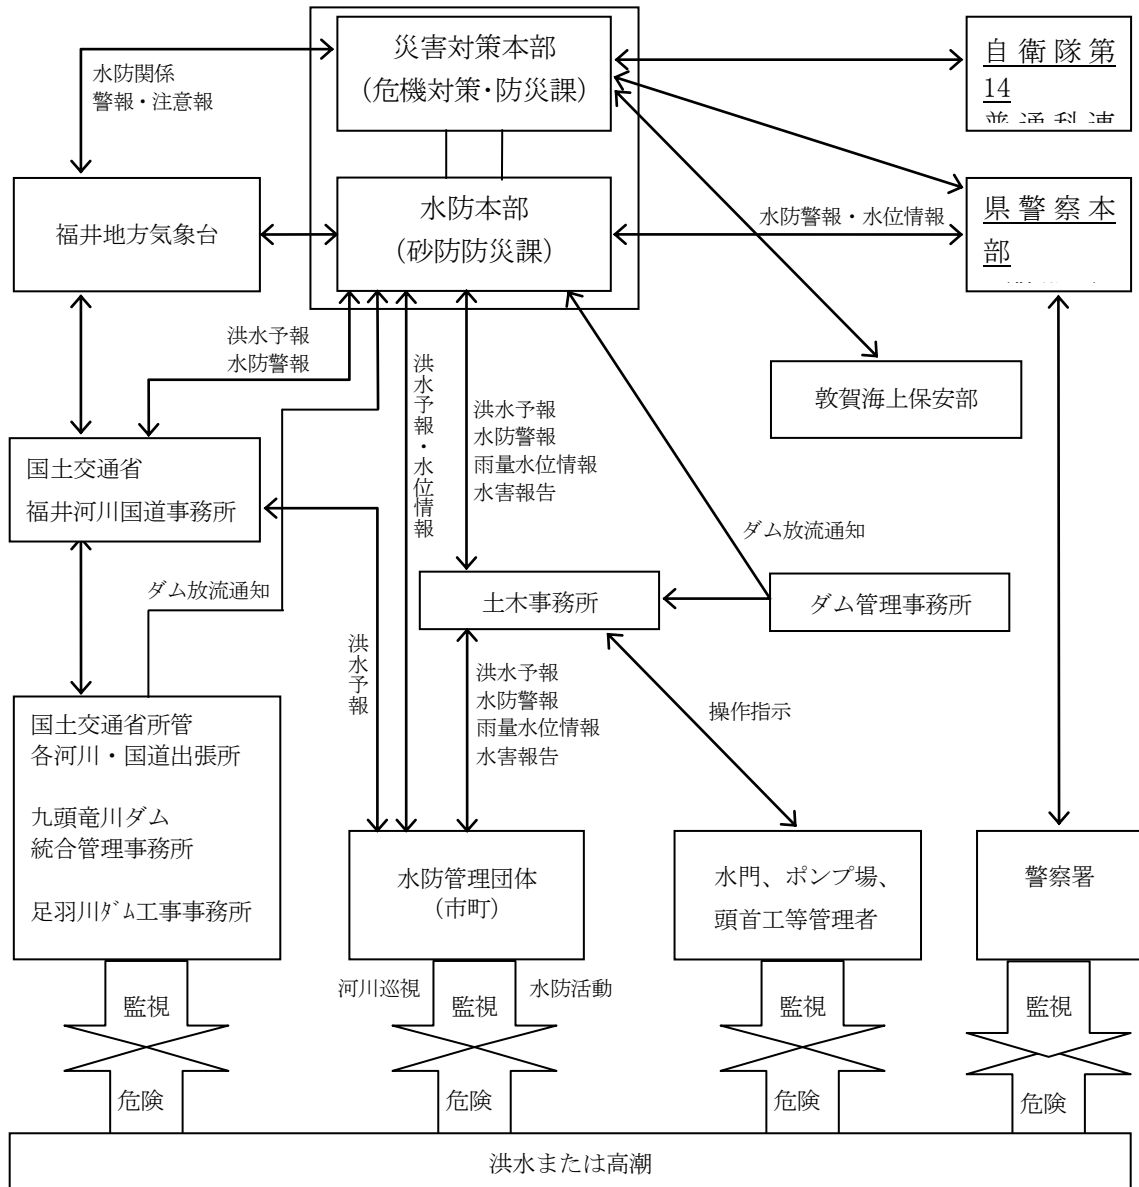 災害対策本部
(危機対策・防災課)
自衛隊第
14
普通科連
水防関係
警報・注意報
福井地方気象台
水防本部
(砂防防災課)
水防警報・水位情報
県警察本
部
洪水予報
水防警報
洪水予報・水位情報
洪水予報
水防警報
雨量水位情報
水害報告
敦賀海上保安部
国土交通省
福井河川国道事務所
ダム放流通知
ダム放流通知
土木事務所
ダム管理事務所
洪水予報
洪水予報
水防警報
雨量水位情報
水害報告
操作指示
国土交通省所管
各河川・国道出張所
九頭竜川ダム
統合管理事務所
足羽川ﾀﾞﾑ工事事務所
水防管理団体
(市町)
水門、ポンプ場、
頭首工等管理者
警察署
監視
河川巡視
監視
水防活動
監視
監視
危険
危険
危険
危険
洪水または高潮